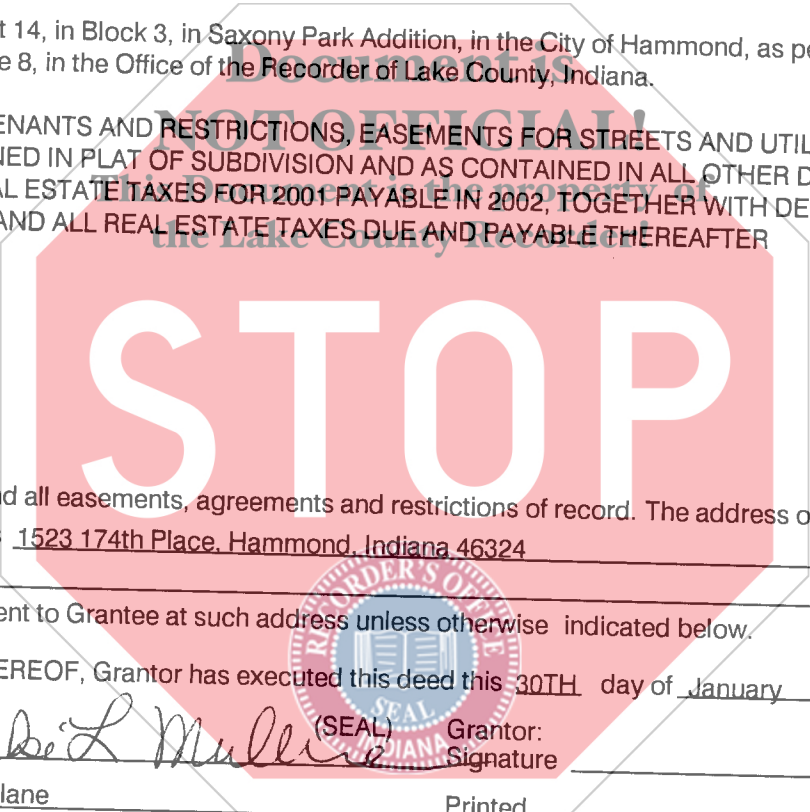 t 14, in Block 3, in Saxony Park Addition, in the City of Hammond, as pe
e 8, in the Office of the Recorder of Lake County, Indiana.
Document is
NOT OFFICIAL!
This Document is the property of
the Lake County Recorder!
ENANTS AND RESTRICTIONS, EASEMENTS FOR STREETS AND UTIL
NED IN PLAT OF SUBDIVISION AND AS CONTAINED IN ALL OTHER D
AL ESTATE TAXES FOR 2001 PAYABLE IN 2002, TOGETHER WITH DE
AND ALL REAL ESTATE TAXES DUE AND PAYABLE THEREAFTER
STOP
nd all easements, agreements and restrictions of record. The address o
1523 174th Place, Hammond, Indiana 46324
RECORDER'S OFFICE
SEAL
INDIANA
ent to Grantee at such address unless otherwise indicated below.
EREOF, Grantor has executed this deed this 30TH day of January
L Mullins (SEAL) Grantor:
Signature
lane
Printed